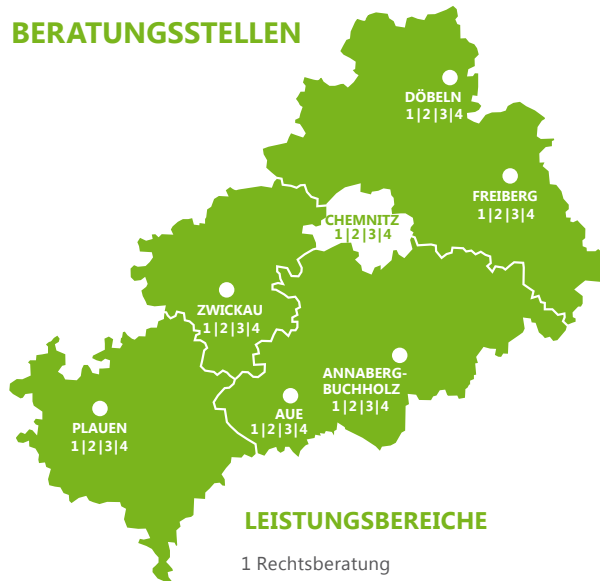 BERATUNGSSTELLEN
DÖBELN
1|2|3|4
FREIBERG
1|2|3|4
CHEMNITZ
1|2|3|4
ZWICKAU
1|2|3|4
ANNABERG-
BUCHHOLZ
1|2|3|4
AUE
1|2|3|4
PLAUEN
1|2|3|4
LEISTUNGSBEREICHE
1 Rechtsberatung